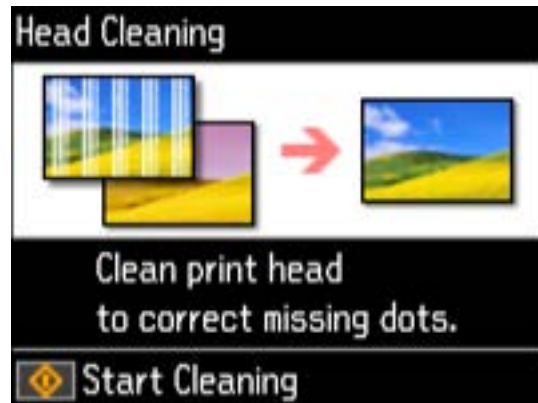 Head Cleaning
Clean print head
to correct missing dots.
Start Cleaning